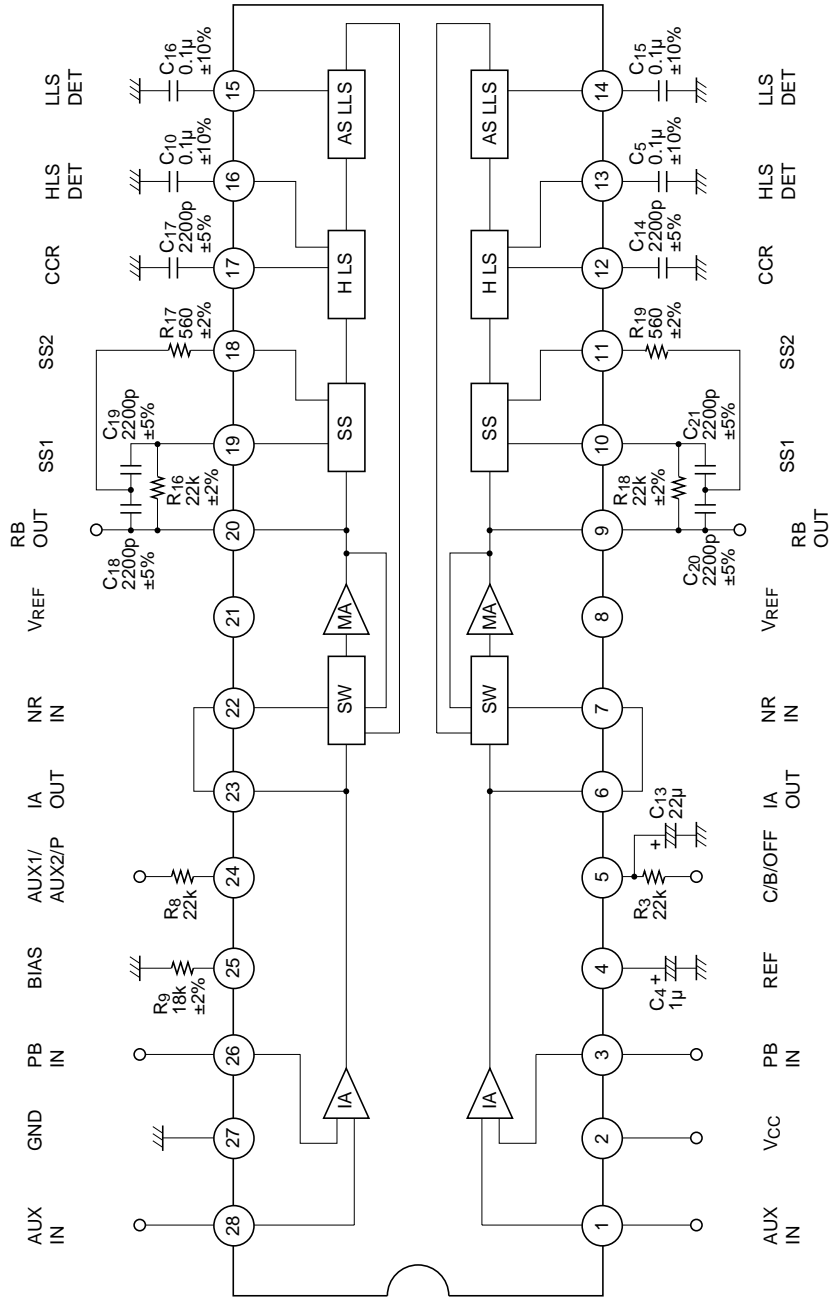 AUX
IN
GND
PB
IN
BIAS
AUX1/
AUX2/P
IA
OUT
NR
IN
VREF
RB
OUT
SS1
SS2
CCR
HLS
DET
LLS
DET
R9
18k
±2%
R8
22k
C18
2200p
±5%
R16
22k
±2%
C19
2200p
±5%
R17
560
±2%
C17
2200p
±5%
C10
0.1µ
±10%
C16
0.1µ
±10%
28
27
26
25
24
23
22
21
20
19
18
17
16
15
IA
SW
MA
SS
H LS
AS LLS
IA
SW
MA
SS
H LS
AS LLS
1
2
3
4
5
6
7
8
9
10
11
12
13
14
C4 +
1µ
R3
22k
+ C13
22µ
C20
2200p
±5%
R18
22k
±2%
C21
2200p
±5%
R19
560
±2%
C14
2200p
±5%
C5
0.1µ
±10%
C15
0.1µ
±10%
AUX
IN
VCC
PB
IN
REF
C/B/OFF
IA
OUT
NR
IN
VREF
RB
OUT
SS1
SS2
CCR
HLS
DET
LLS
DET